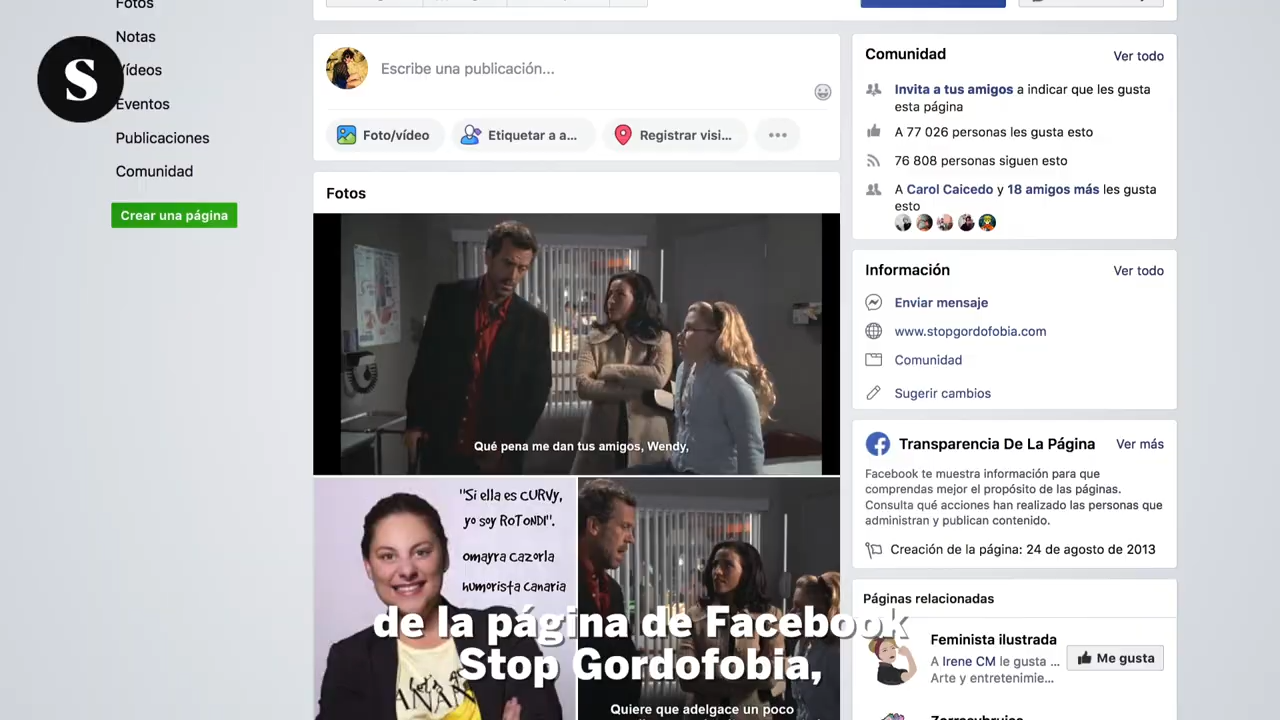 Fotos
Notas
Vídeos
Eventos
Publicaciones
Comunidad
Crear una página
S
Escribe una publicación...
Foto/vídeo
Etiquetar a a...
Registrar visi...
Fotos
Qué pena me dan tus amigos, Wendy,
"Si ella es CURVy,
yo soy ROTONDI".
omayra cazorla
humorista canaria
Quiere que adelgace un poco
de la página de Facebook
Stop Gordofobia,
Comunidad
Ver todo
Invita a tus amigos a indicar que les gusta
esta página
A 77 026 personas les gusta esto
76 808 personas siguen esto
A Carol Caicedo y 18 amigos más les gusta
esto
Información
Ver todo
Enviar mensaje
www.stopgordofobia.com
Comunidad
Sugerir cambios
Transparencia De La Página
Ver más
Facebook te muestra información para que
comprendas mejor el propósito de las páginas.
Consulta qué acciones han realizado las personas que
administran y publican contenido.
Creación de la página: 24 de agosto de 2013
Páginas relacionadas
Feminista ilustrada
A Irene CM le gusta ...
Arte y entretenimie...
Me gusta